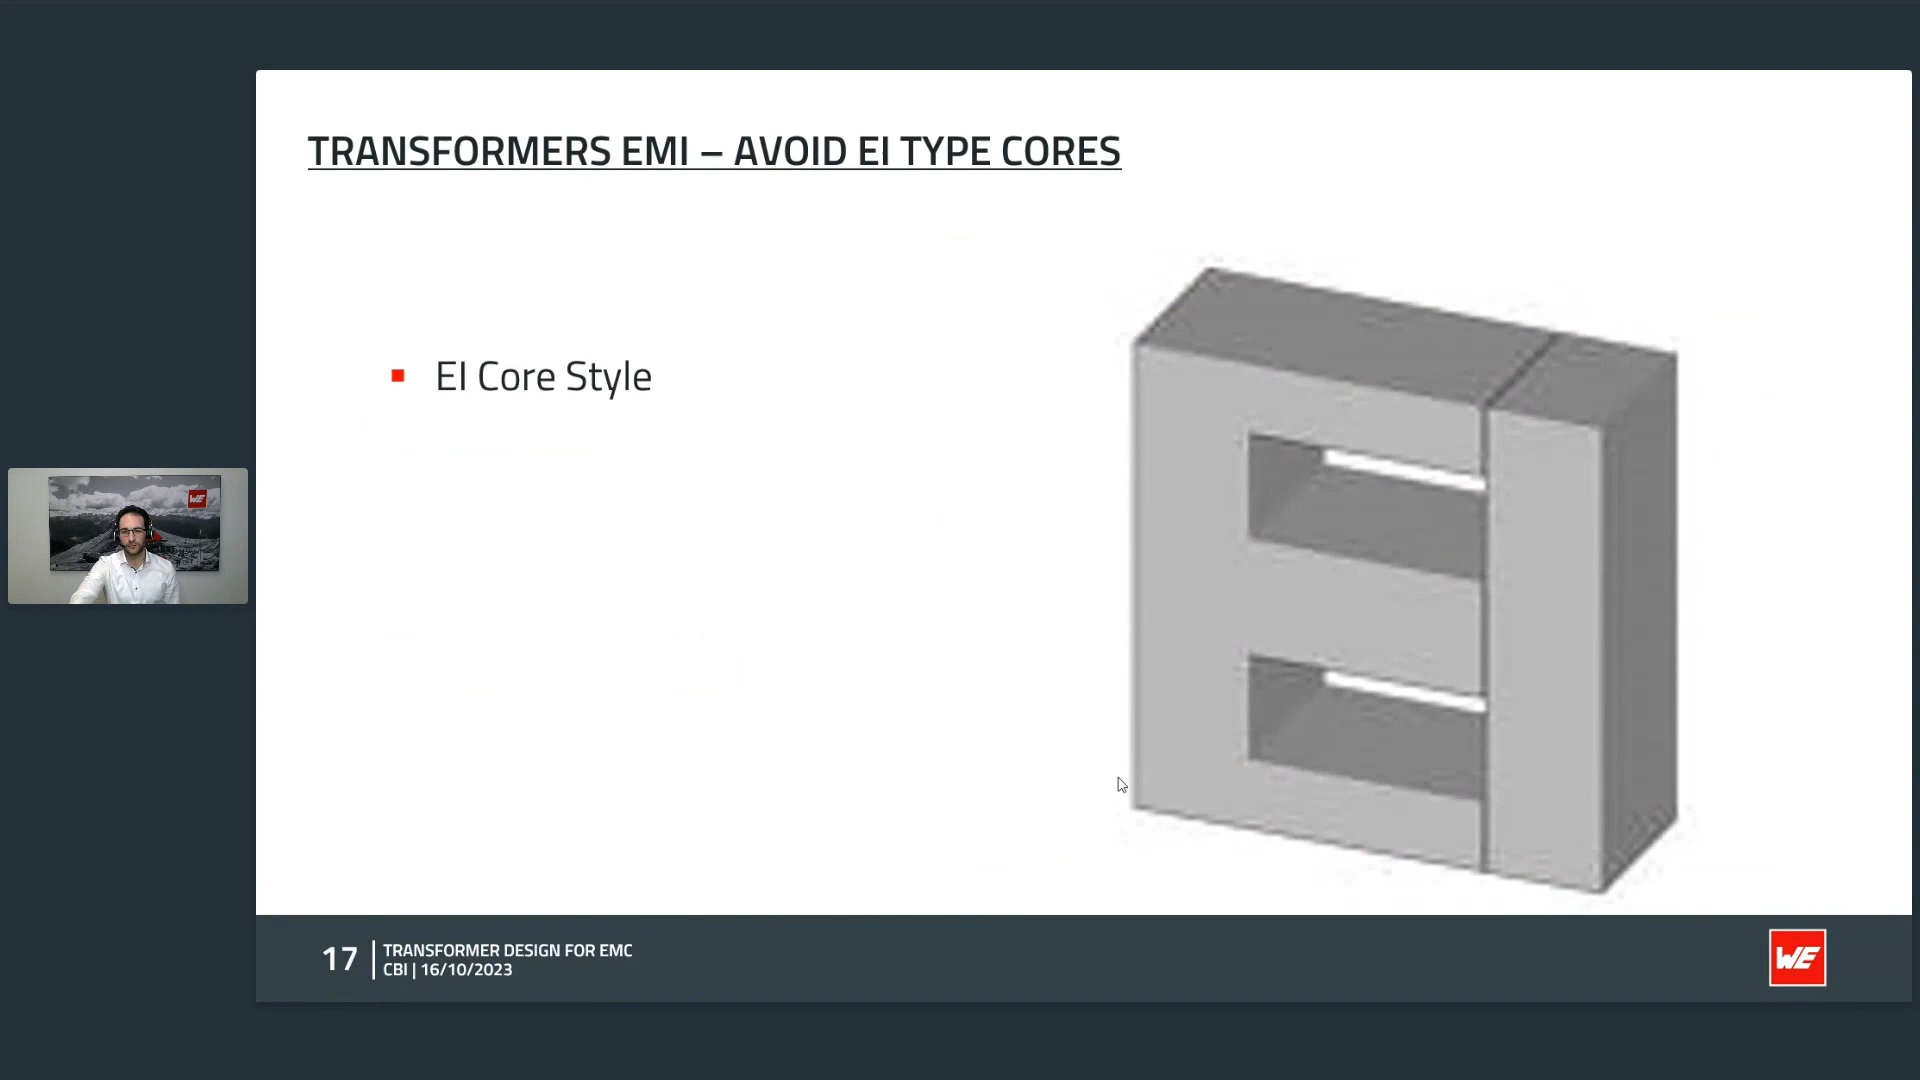 TRANSFORMERS EMI – AVOID EI TYPE CORES
EI Core Style
17
TRANSFORMER DESIGN FOR EMC
CBI | 16/10/2023
WE
WE